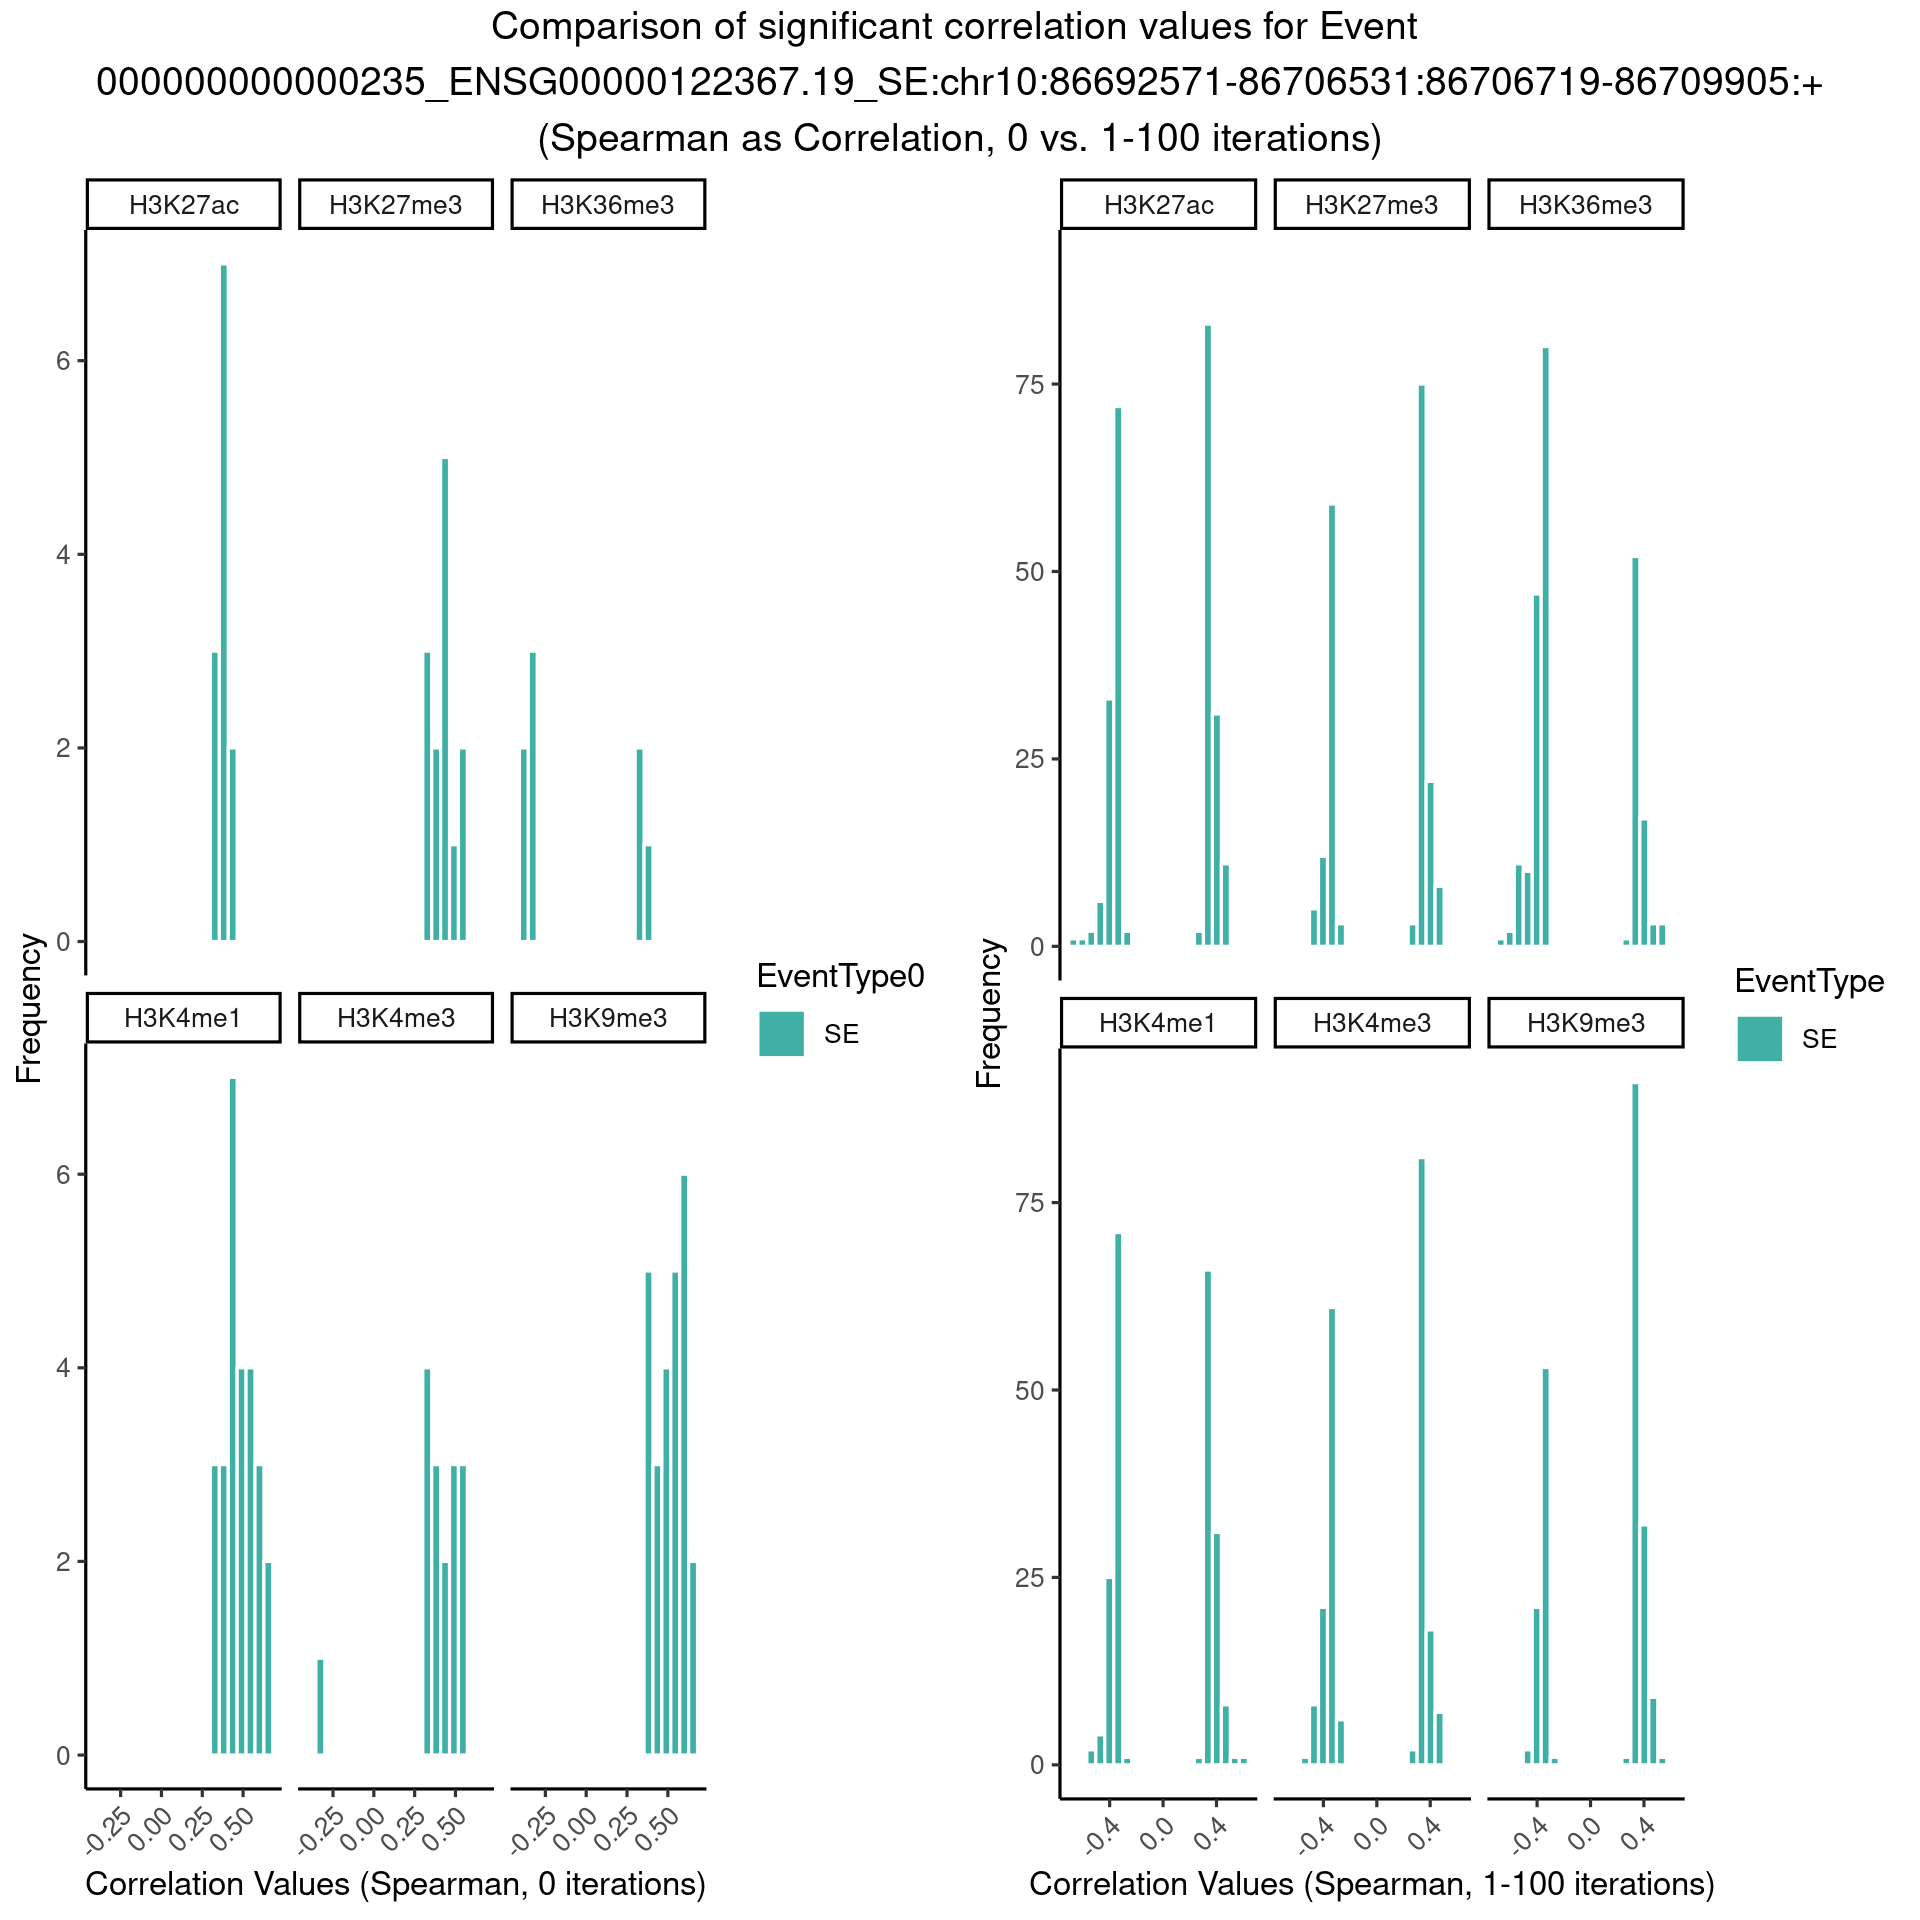 Comparison of significant correlation values for Event
000000000000235_ENSG00000122367.19_SE:chr10:86692571-86706531:86706719-86709905:+
(Spearman as Correlation, 0 vs. 1-100 iterations)
H3K27ac H3K27me3 H3K36me3
6
4
2
0
H3K4me1 H3K4me3 H3K9me3
6
4
2
0
-0.25 0.00 0.25 0.50 -0.25 0.00 0.25 0.50 -0.25 0.00 0.25 0.50
Frequency
Correlation Values (Spearman, 0 iterations)
EventType0
SE
H3K27ac H3K27me3 H3K36me3
75
50
25
0
H3K4me1 H3K4me3 H3K9me3
75
50
25
0
-0.4 0.0 0.4 -0.4 0.0 0.4 -0.4 0.0 0.4
Frequency
Correlation Values (Spearman, 1-100 iterations)
EventType
SE